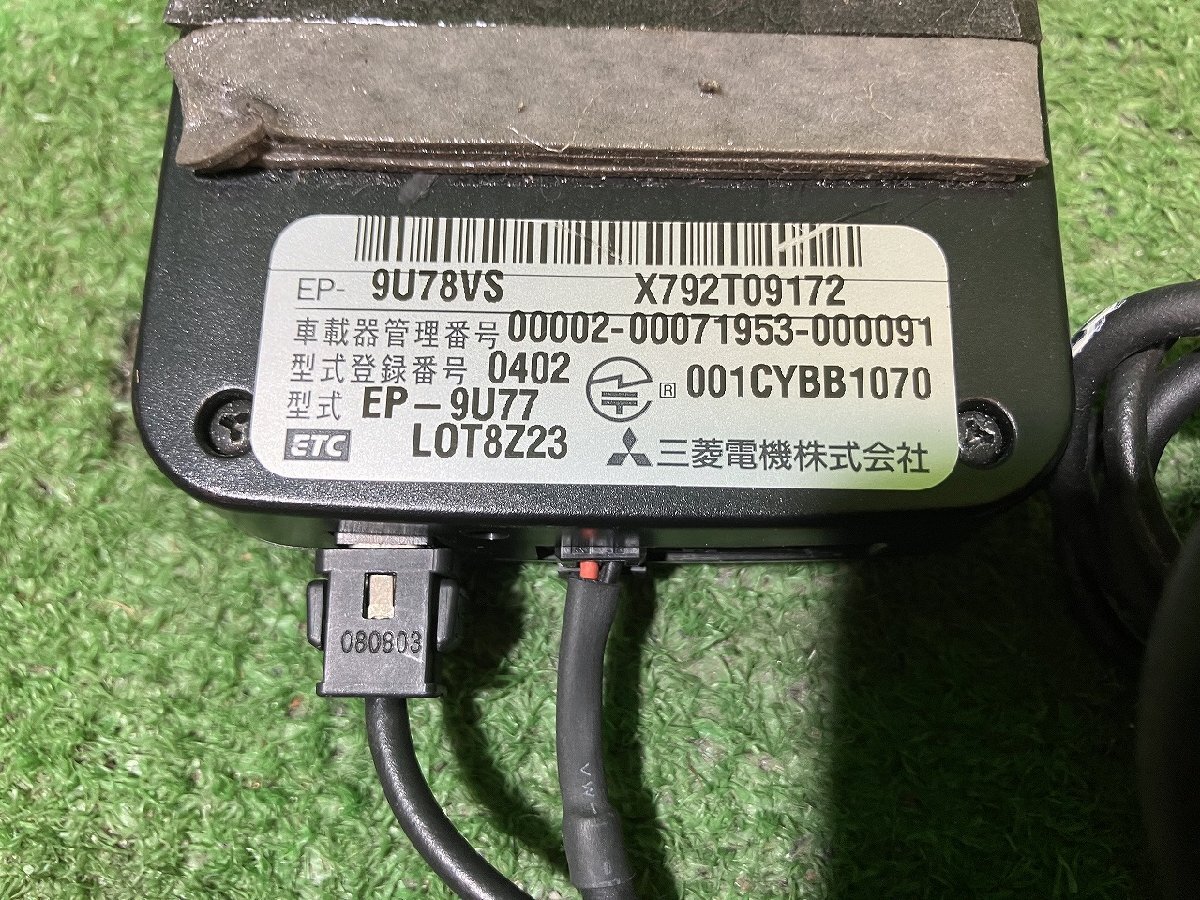 EP- 9U78VS X792T09172
車載器管理番号 00002-00071953-000091
型式登録番号 0402 R 001CYBB1070
型式 EP-9U77
ETC LOT8Z23 三菱電機株式会社
080803